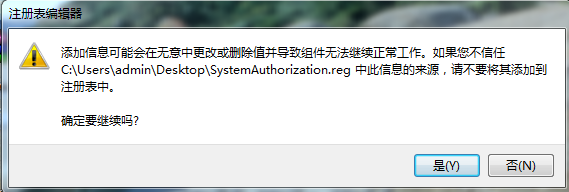 注册表编辑器
添加信息可能会在无意中更改或删除值并导致组件无法继续正常工作。如果您不信任
C:\Users\admin\Desktop\SystemAuthorization.reg 中此信息的来源，请不要将其添加到
注册表中。
确定要继续吗?
是(Y)
否(N)